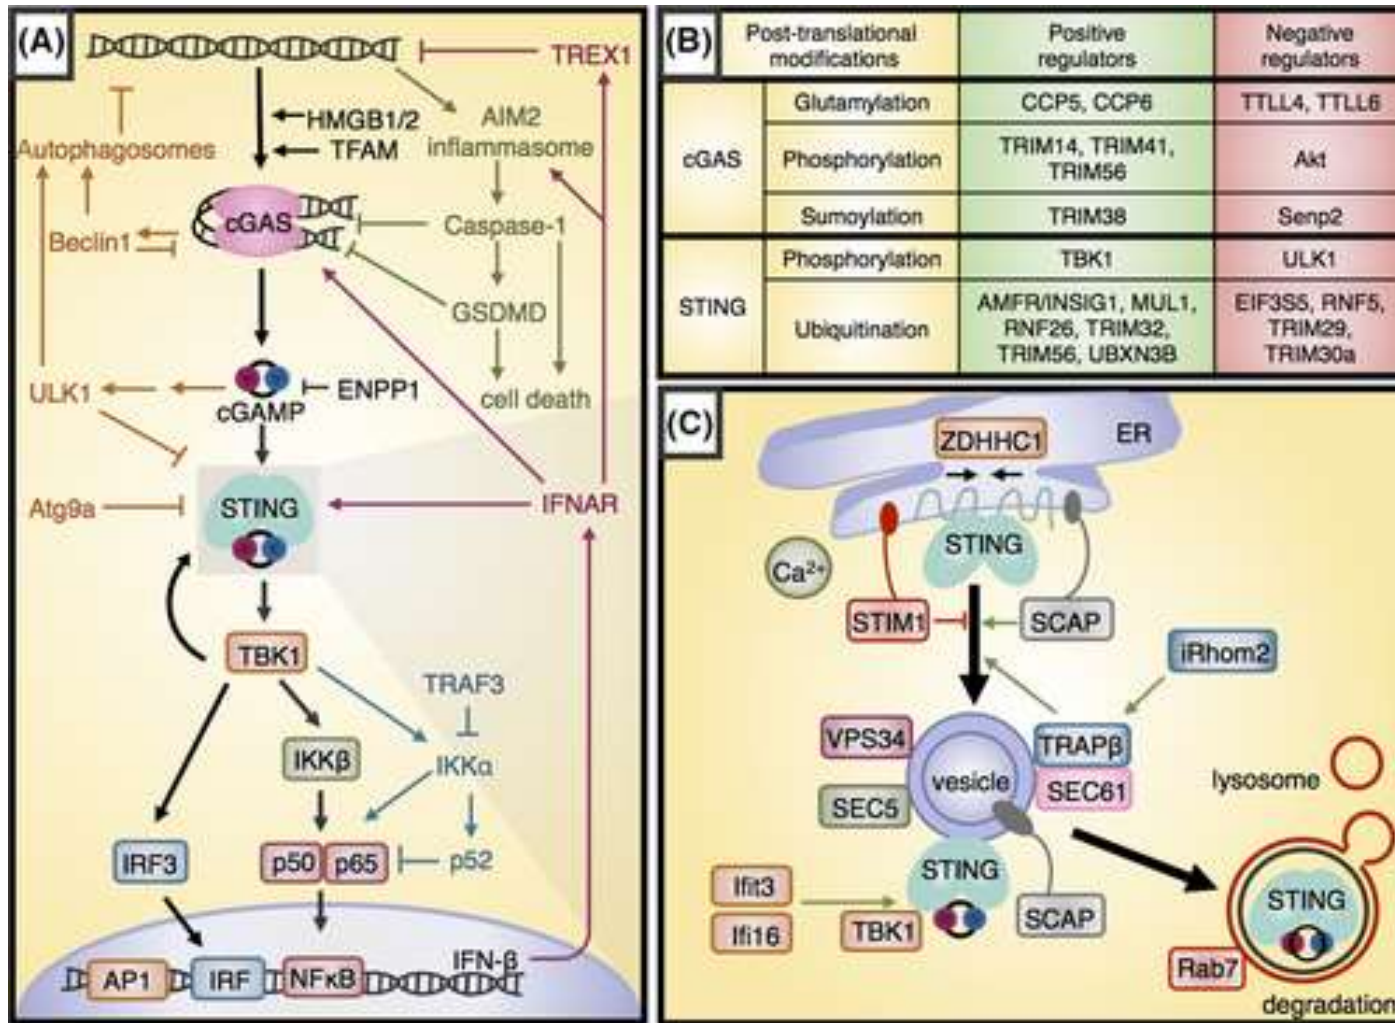 (A)
TREX1
HMGB1/2
TFAM
AIM2
inflammasome
Autophagosomes
cGAS
Caspase-1
Beclin1
GSDMD
ULK1
cGAMP
ENPP1
cell death
Atg9a
STING
IFNAR
TBK1
TRAF3
IKKβ
IKKα
IRF3
p50
p65
p52
IFN-β
AP1
IRF
NFκB
(B)
Post-translational modifications
Positive regulators
Negative regulators
cGAS
Glutamylation
CCP5, CCP6
TTLL4, TTLL6
Phosphorylation
TRIM14, TRIM41,
TRIM56
Akt
Sumoylation
TRIM38
Senp2
STING
Phosphorylation
TBK1
ULK1
Ubiquitination
AMFR/INSIG1, MUL1,
RNF26, TRIM32,
TRIM56, UBXN3B
EIF3S5, RNF5,
TRIM29,
TRIM30a
(C)
ZDHHC1
ER
STING
Ca²⁺
STIM1
SCAP
iRhom2
VPS34
TRAPβ
vesicle
SEC61
SEC5
lysosome
STING
Ifit3
Ifi16
TBK1
SCAP
STING
Rab7
degradation